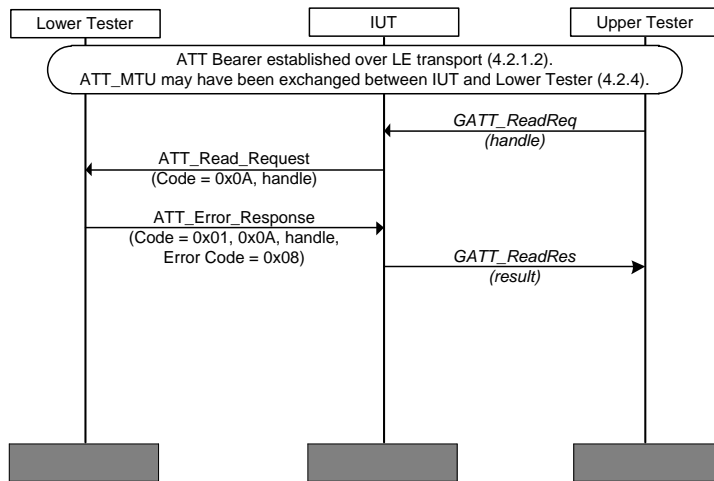 Lower Tester
IUT
Upper Tester
ATT Bearer established over LE transport (4.2.1.2).
ATT_MTU may have been exchanged between IUT and Lower Tester (4.2.4).
GATT_ReadReq
(handle)
ATT_Read_Request
(Code = 0x0A, handle)
ATT_Error_Response
(Code = 0x01, 0x0A, handle,
Error Code = 0x08)
GATT_ReadRes
(result)